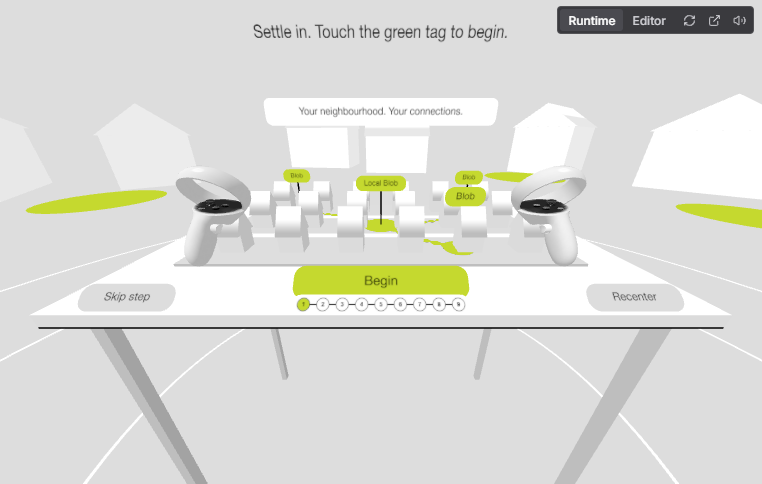 Runtime Editor
Settle in. Touch the green tag to begin.
Your neighbourhood. Your connections.
Blob
Local Blob
Blob
Blob
Begin
Skip step
1 2 3 4 5 6 7 8 9
Recenter